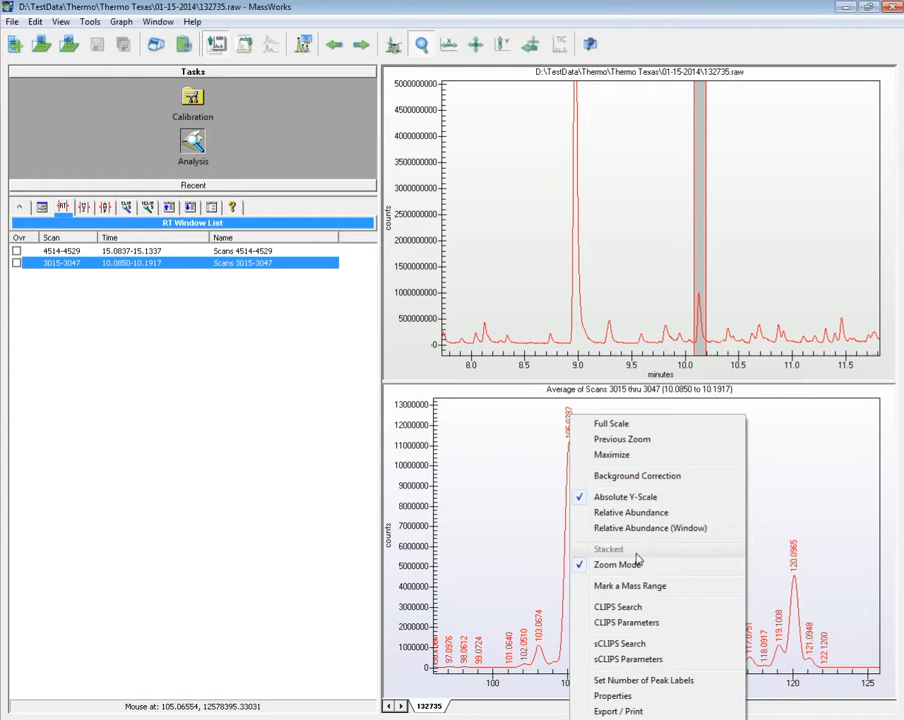 D:\TestData\Thermo\Thermo Texas\01-15-2014\132735.raw - MassWorks
File Edit View Tools Graph Window Help
Tasks
Calibration
Analysis
Recent
RT Window List
Ovr Scan Time Name
4514-4529 15.0837-15.1337 Scans 4514-4529
3015-3047 10.0850-10.1917 Scans 3015-3047
D:\TestData\Thermo\Thermo Texas\01-15-2014\132735.raw
5000000000
4500000000
4000000000
3500000000
3000000000
2500000000
2000000000
1500000000
1000000000
500000000
-0
counts
8.0 8.5 9.0 9.5 10.0 10.5 11.0 11.5
minutes
Average of Scans 3015 thru 3047 (10.0850 to 10.1917)
13000000
12000000
11000000
10000000
9000000
8000000
7000000
6000000
5000000
4000000
3000000
2000000
1000000
0
counts
97.0976
98.0612
99.0724
101.0640
102.0510
103.0674
118.0917
119.1008
120.0965
121.0948
122.1200
100
120
125
Full Scale
Previous Zoom
Maximize
Background Correction
Absolute Y-Scale
Relative Abundance
Relative Abundance (Window)
Stacked
Zoom Mode
Mark a Mass Range
CLIPS Search
CLIPS Parameters
sCLIPS Search
sCLIPS Parameters
Set Number of Peak Labels
Properties
Export / Print
132735
Mouse at: 105.06554, 12578395.33031